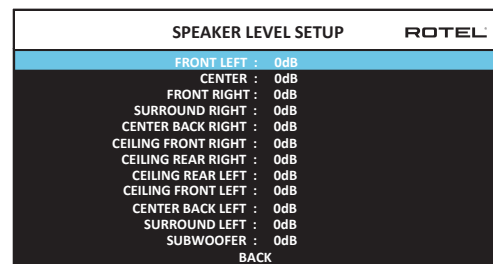 SPEAKER LEVEL SETUP ROTEL
FRONT LEFT : 0dB
CENTER : 0dB
FRONT RIGHT : 0dB
SURROUND RIGHT : 0dB
CENTER BACK RIGHT : 0dB
CEILING FRONT RIGHT : 0dB
CEILING REAR RIGHT : 0dB
CEILING REAR LEFT : 0dB
CEILING FRONT LEFT : 0dB
CENTER BACK LEFT : 0dB
SURROUND LEFT : 0dB
SUBWOOFER : 0dB
BACK